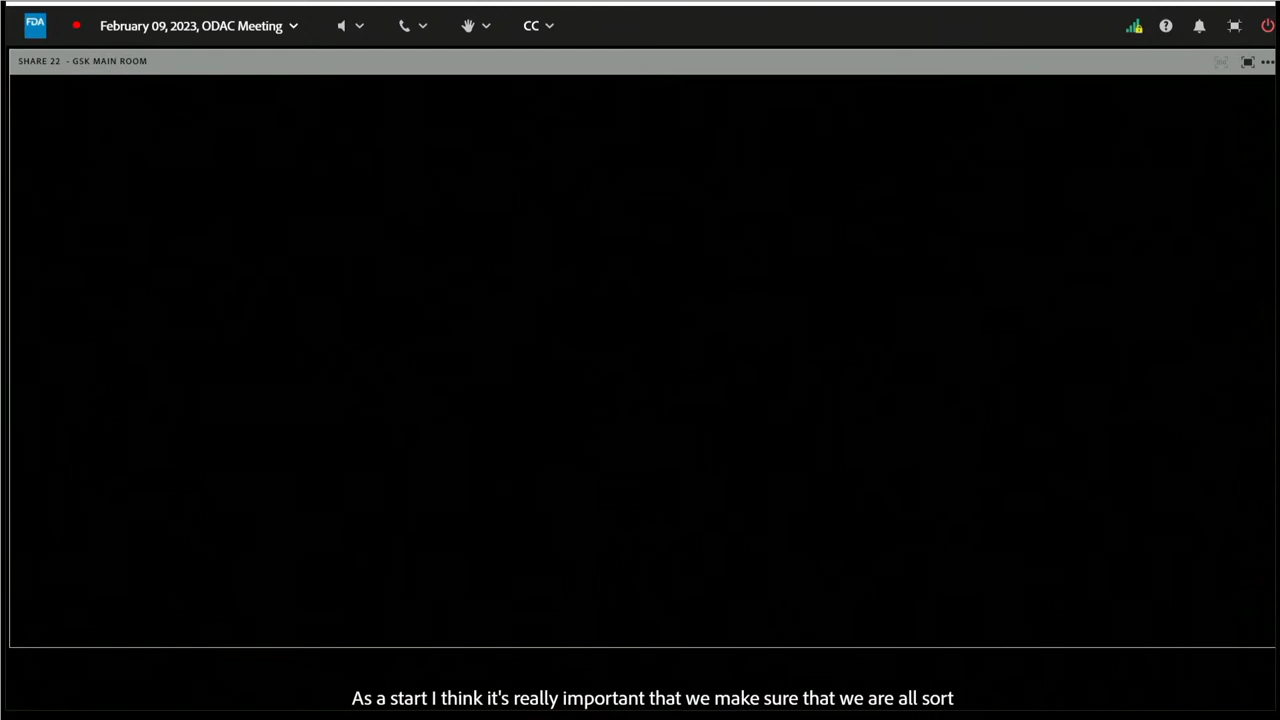 FDA
February 09, 2023, ODAC Meeting
CC
SHARE 22 - GSK MAIN ROOM
As a start I think it's really important that we make sure that we are all sort